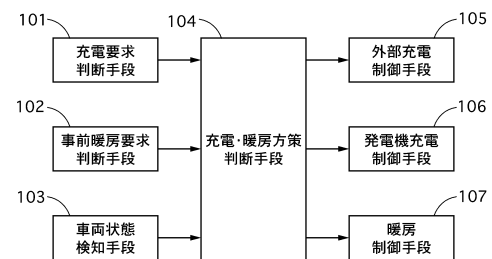 101
充電要求
判断手段
102
事前暖房要求
判断手段
103
車両状態
検知手段
104
充電・暖房方策
判断手段
105
外部充電
制御手段
106
発電機充電
制御手段
107
暖房
制御手段